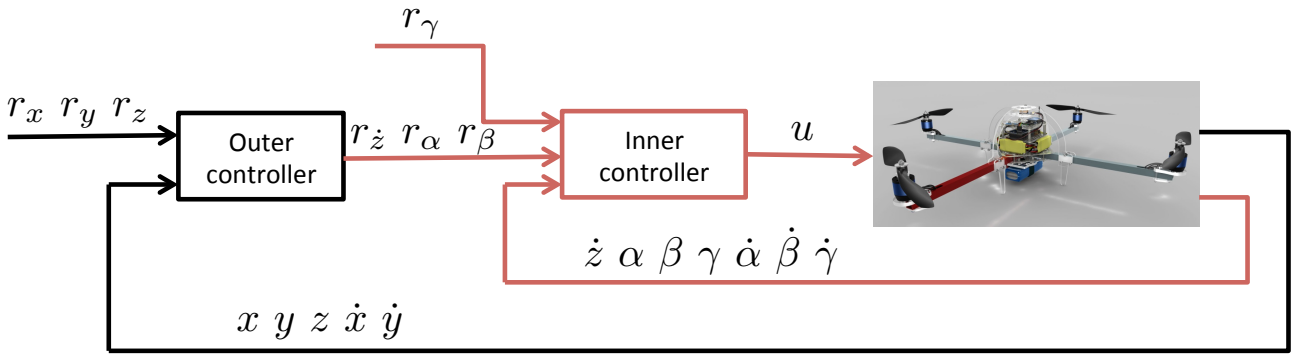 r_γ
r_x r_y r_z
Outer controller
r_ż r_α r_β
Inner controller
u
ż α β γ α̇ β̇ γ̇
x y z ẋ ẏ